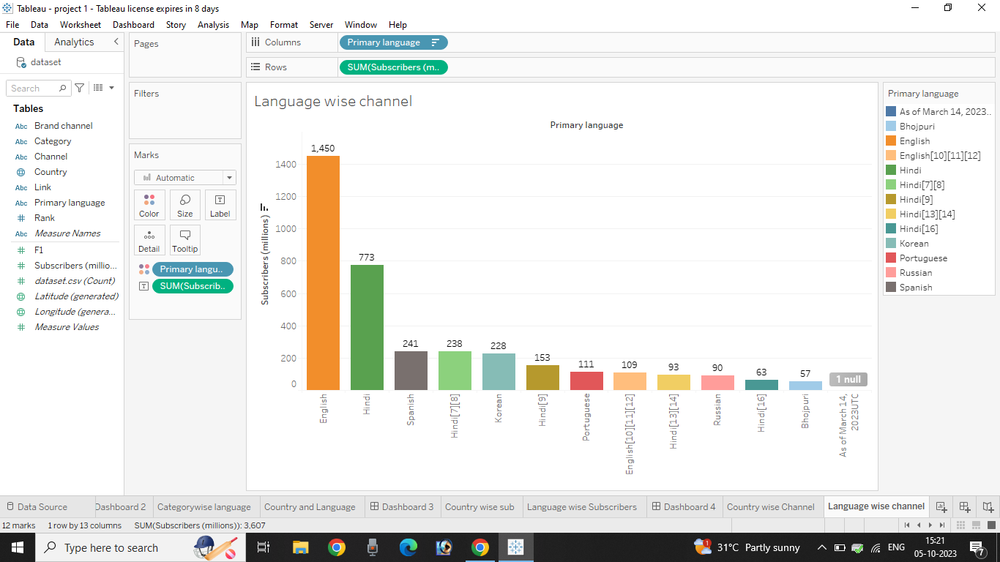 Tableau - project 1 - Tableau license expires in 8 days
File Data Worksheet Dashboard Story Analysis Map Format Server Window Help
Data Analytics
dataset
Search
Tables
Abc Brand channel
Abc Category
Abc Channel
Country
Abc Link
Abc Primary language
# Rank
Abc Measure Names
# F1
# Subscribers (millio...
# dataset.csv (Count)
Latitude (generated)
Longitude (genera...
# Measure Values
Pages
Filters
Marks
Automatic
Color Size Label
Detail Tooltip
Primary langu..
SUM(Subscrib..
Columns Primary language
Rows SUM(Subscribers (m..
Language wise channel
Primary language
Subscribers (millions)
1400
1200
1000
800
600
400
200
0
1,450
773
241
238
228
153
111
109
93
90
63
57
1 null
English
Hindi
Spanish
Hindi[7][8]
Korean
Hindi[9]
Portuguese
English[10][11][12]
Hindi[13][14]
Russian
Hindi[16]
Bhojpuri
As of March 14,
2023UTC
Primary language
As of March 14, 2023..
Bhojpuri
English
English[10][11][12]
Hindi
Hindi[7][8]
Hindi[9]
Hindi[13][14]
Hindi[16]
Korean
Portuguese
Russian
Spanish
Data Source Dashboard 2 Categorywise language Country and Language Dashboard 3 Country wise sub Language wise Subscribers Dashboard 4 Country wise Channel Language wise channel
12 marks 1 row by 13 columns SUM(Subscribers (millions)): 3,607
Type here to search
1
31°C Partly sunny
ENG
15:21
05-10-2023
7